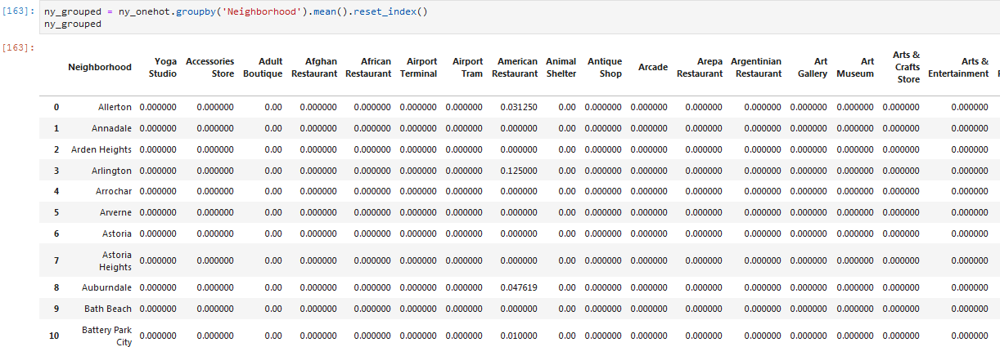 [163]: ny_grouped = ny_onehot.groupby('Neighborhood').mean().reset_index()
ny_grouped
[163]:
Neighborhood Yoga Studio Accessories Store Adult Boutique Afghan Restaurant African Restaurant Airport Terminal Airport Tram American Restaurant Animal Shelter Antique Shop Arcade Arepa Restaurant Argentinian Restaurant Art Gallery Art Museum Arts & Crafts Store Arts & Entertainment
0 Allerton 0.000000 0.000000 0.00 0.000000 0.000000 0.000000 0.000000 0.031250 0.00 0.000000 0.000000 0.000000 0.000000 0.000000 0.000000 0.000000 0.000000
1 Annadale 0.000000 0.000000 0.00 0.000000 0.000000 0.000000 0.000000 0.000000 0.00 0.000000 0.000000 0.000000 0.000000 0.000000 0.000000 0.000000 0.000000
2 Arden Heights 0.000000 0.000000 0.00 0.000000 0.000000 0.000000 0.000000 0.000000 0.00 0.000000 0.000000 0.000000 0.000000 0.000000 0.000000 0.000000 0.000000
3 Arlington 0.000000 0.000000 0.00 0.000000 0.000000 0.000000 0.000000 0.125000 0.00 0.000000 0.000000 0.000000 0.000000 0.000000 0.000000 0.000000 0.000000
4 Arrochar 0.000000 0.000000 0.00 0.000000 0.000000 0.000000 0.000000 0.000000 0.00 0.000000 0.000000 0.000000 0.000000 0.000000 0.000000 0.000000 0.000000
5 Arverne 0.000000 0.000000 0.00 0.000000 0.000000 0.000000 0.000000 0.000000 0.00 0.000000 0.000000 0.000000 0.000000 0.000000 0.000000 0.000000 0.000000
6 Astoria 0.000000 0.000000 0.00 0.000000 0.000000 0.000000 0.000000 0.000000 0.00 0.000000 0.000000 0.000000 0.000000 0.000000 0.000000 0.000000 0.000000
7 Astoria Heights 0.000000 0.000000 0.00 0.000000 0.000000 0.000000 0.000000 0.000000 0.00 0.000000 0.000000 0.000000 0.000000 0.000000 0.000000 0.000000 0.000000
8 Auburndale 0.000000 0.000000 0.00 0.000000 0.000000 0.000000 0.000000 0.047619 0.00 0.000000 0.000000 0.000000 0.000000 0.000000 0.000000 0.000000 0.000000
9 Bath Beach 0.000000 0.000000 0.00 0.000000 0.000000 0.000000 0.000000 0.000000 0.00 0.000000 0.000000 0.000000 0.000000 0.000000 0.000000 0.000000 0.000000
10 Battery Park City 0.000000 0.000000 0.00 0.000000 0.000000 0.000000 0.000000 0.010000 0.00 0.000000 0.000000 0.000000 0.000000 0.000000 0.000000 0.000000 0.000000